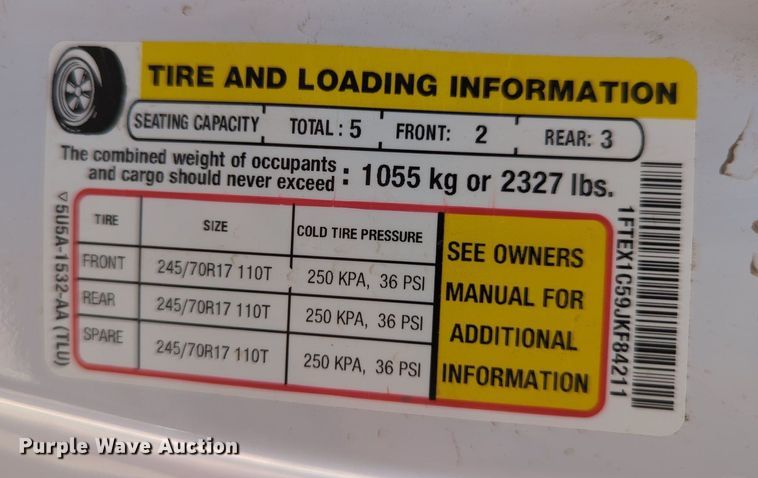 TIRE AND LOADING INFORMATION
SEATING CAPACITY TOTAL : 5 FRONT: 2 REAR: 3
The combined weight of occupants
and cargo should never exceed : 1055 kg or 2327 lbs.
TIRE SIZE COLD TIRE PRESSURE
FRONT 245/70R17 110T 250 KPA, 36 PSI
REAR 245/70R17 110T 250 KPA, 36 PSI
SPARE 245/70R17 110T 250 KPA, 36 PSI
SEE OWNERS
MANUAL FOR
ADDITIONAL
INFORMATION
▽5U5A-1532-AA (TLU)
1FTEX1C59JKF84211
Purple Wave Auction